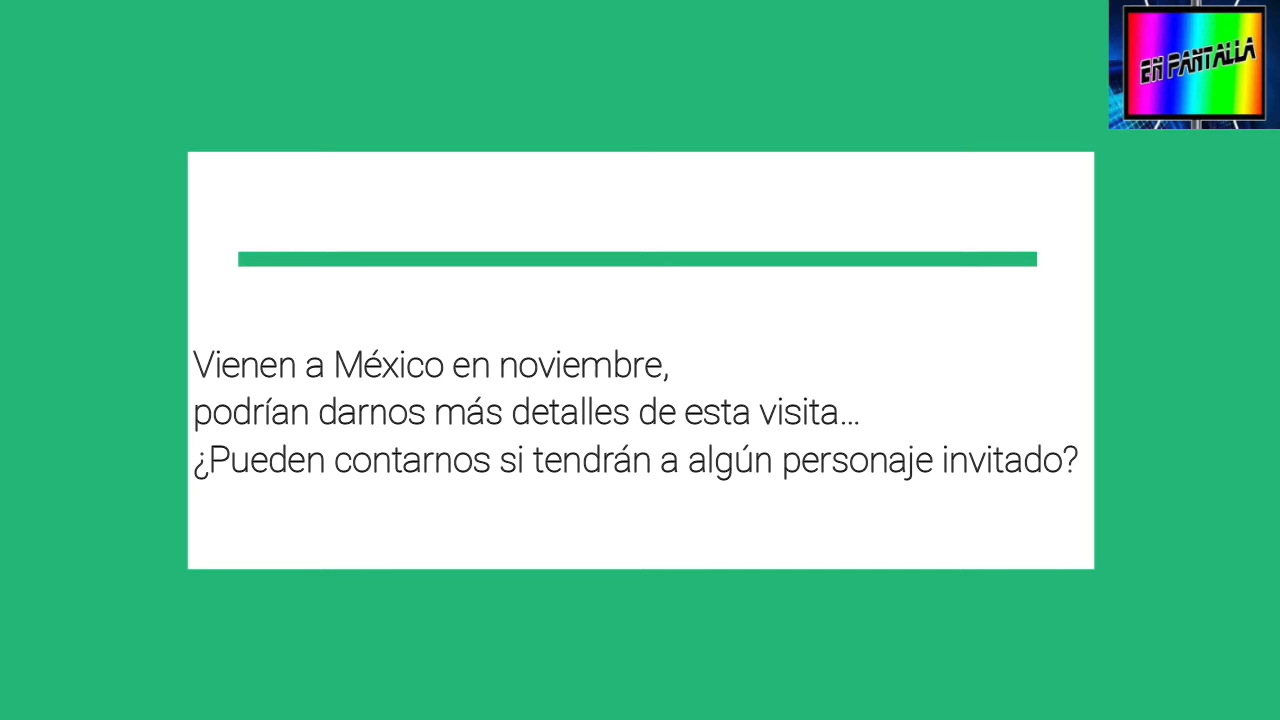 EN PANTALLA
Vienen a México en noviembre,
podrían darnos más detalles de esta visita...
¿Pueden contarnos si tendrán a algún personaje invitado?